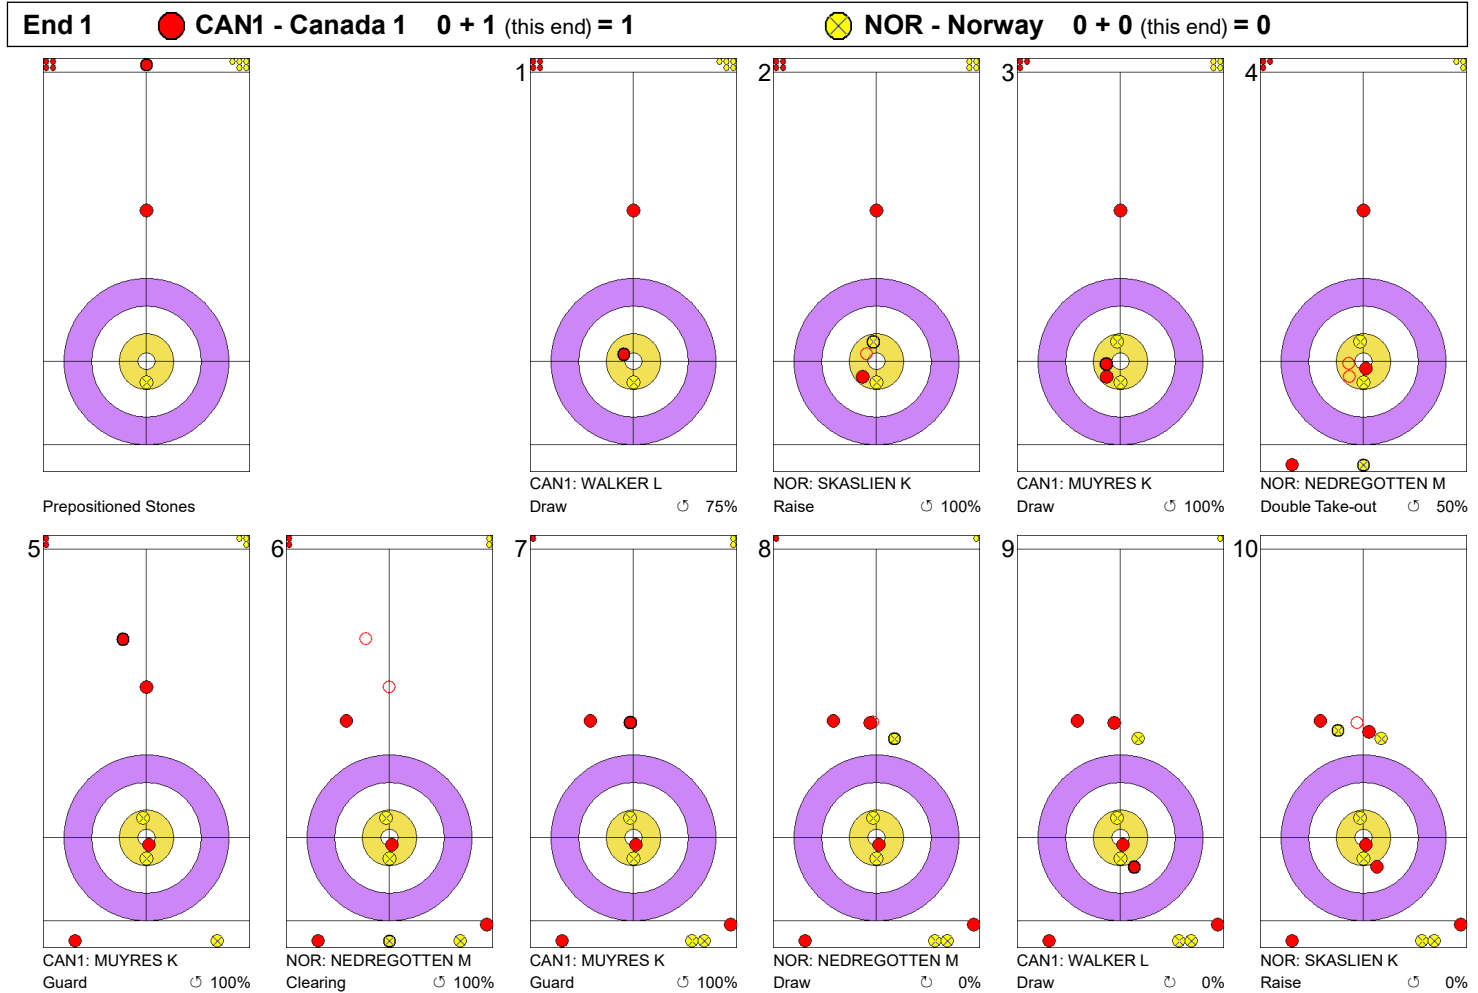 End 1 CAN1 - Canada 1 0 + 1 (this end) = 1 NOR - Norway 0 + 0 (this end) = 0
1 2 3 4
CAN1: WALKER L NOR: SKASLIEN K CAN1: MUYRES K NOR: NEDREGOTTEN M
Prepositioned Stones Draw ↺ 75% Raise ↺ 100% Draw ↺ 100% Double Take-out ↺ 50%
5 6 7 8 9 10
CAN1: MUYRES K NOR: NEDREGOTTEN M CAN1: MUYRES K NOR: NEDREGOTTEN M CAN1: WALKER L NOR: SKASLIEN K
Guard ↺ 100% Clearing ↺ 100% Guard ↺ 100% Draw ↻ 0% Draw ↻ 0% Raise ↺ 0%